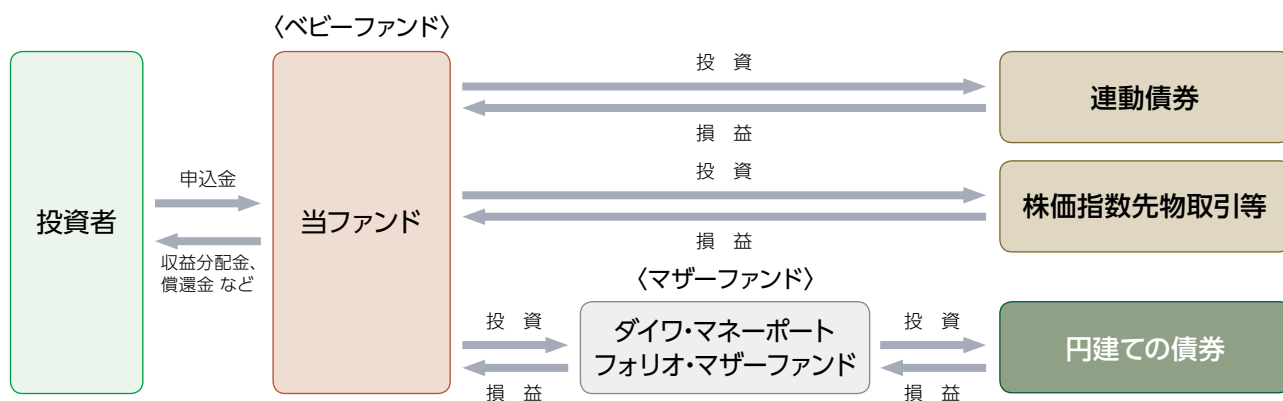 〈ベビーファンド〉
投資者
申込金
収益分配金、
償還金 など
当ファンド
投 資
損 益
連動債券
投 資
損 益
株価指数先物取引等
〈マザーファンド〉
投 資
損 益
ダイワ・マネーポート
フォリオ・マザーファンド
投 資
損 益
円建ての債券